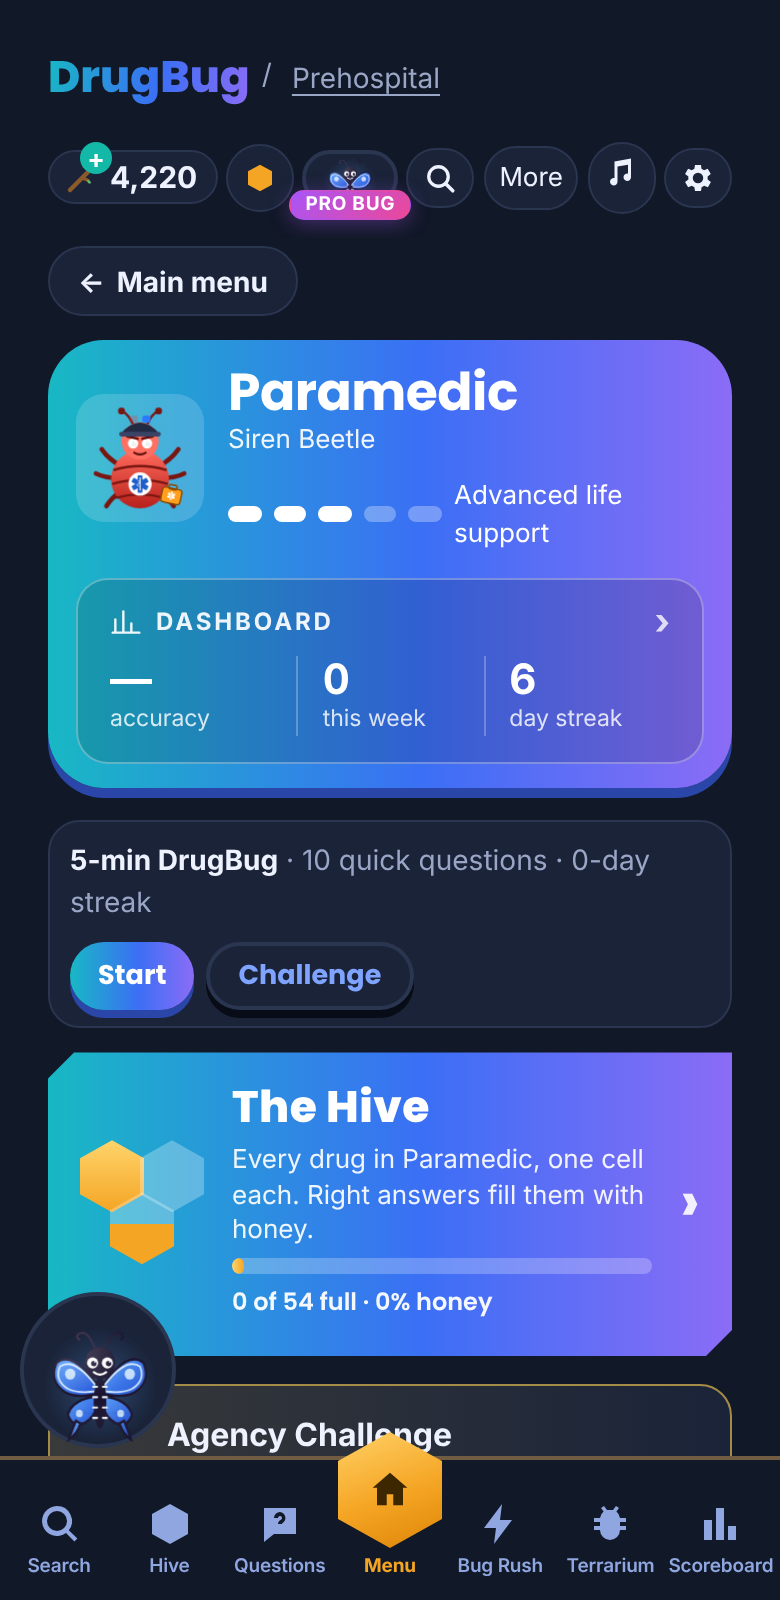 DrugBug / Prehospital
+
4,220
More
PRO BUG
← Main menu
Paramedic
Siren Beetle
Advanced life
support
DASHBOARD ›
— 0 6
accuracy this week day streak
5-min DrugBug · 10 quick questions · 0-day
streak
Start Challenge
The Hive
Every drug in Paramedic, one cell
each. Right answers fill them with
honey.
0 of 54 full · 0% honey
Agency Challenge
Search Hive Questions Menu Bug Rush Terrarium Scoreboard